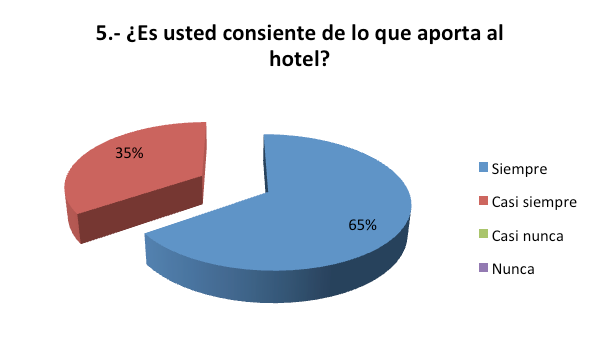 5.- ¿Es usted consiente de lo que aporta al
hotel?
35%
65%
Siempre
Casi siempre
Casi nunca
Nunca